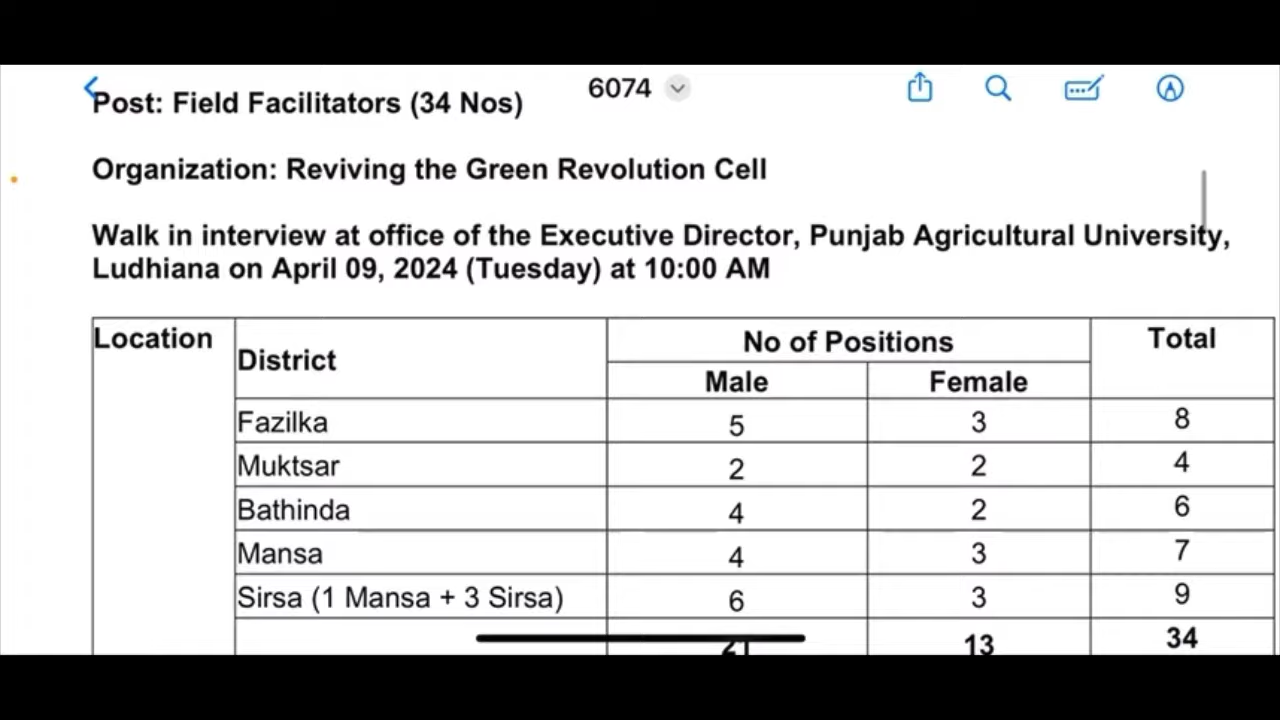 6074
Post: Field Facilitators (34 Nos)
Organization: Reviving the Green Revolution Cell
Walk in interview at office of the Executive Director, Punjab Agricultural University,
Ludhiana on April 09, 2024 (Tuesday) at 10:00 AM
Location District No of Positions Total
Male Female
Fazilka 5 3 8
Muktsar 2 2 4
Bathinda 4 2 6
Mansa 4 3 7
Sirsa (1 Mansa + 3 Sirsa) 6 3 9
21 13 34